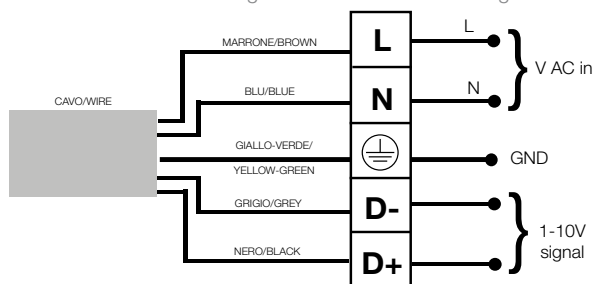 MARRONE/BROWN
L
L
V AC in
CAVO/WIRE
BLU/BLUE
N
N
GIALLO-VERDE/
YELLOW-GREEN
GND
GRIGIO/GREY
D-
1-10V
signal
NERO/BLACK
D+